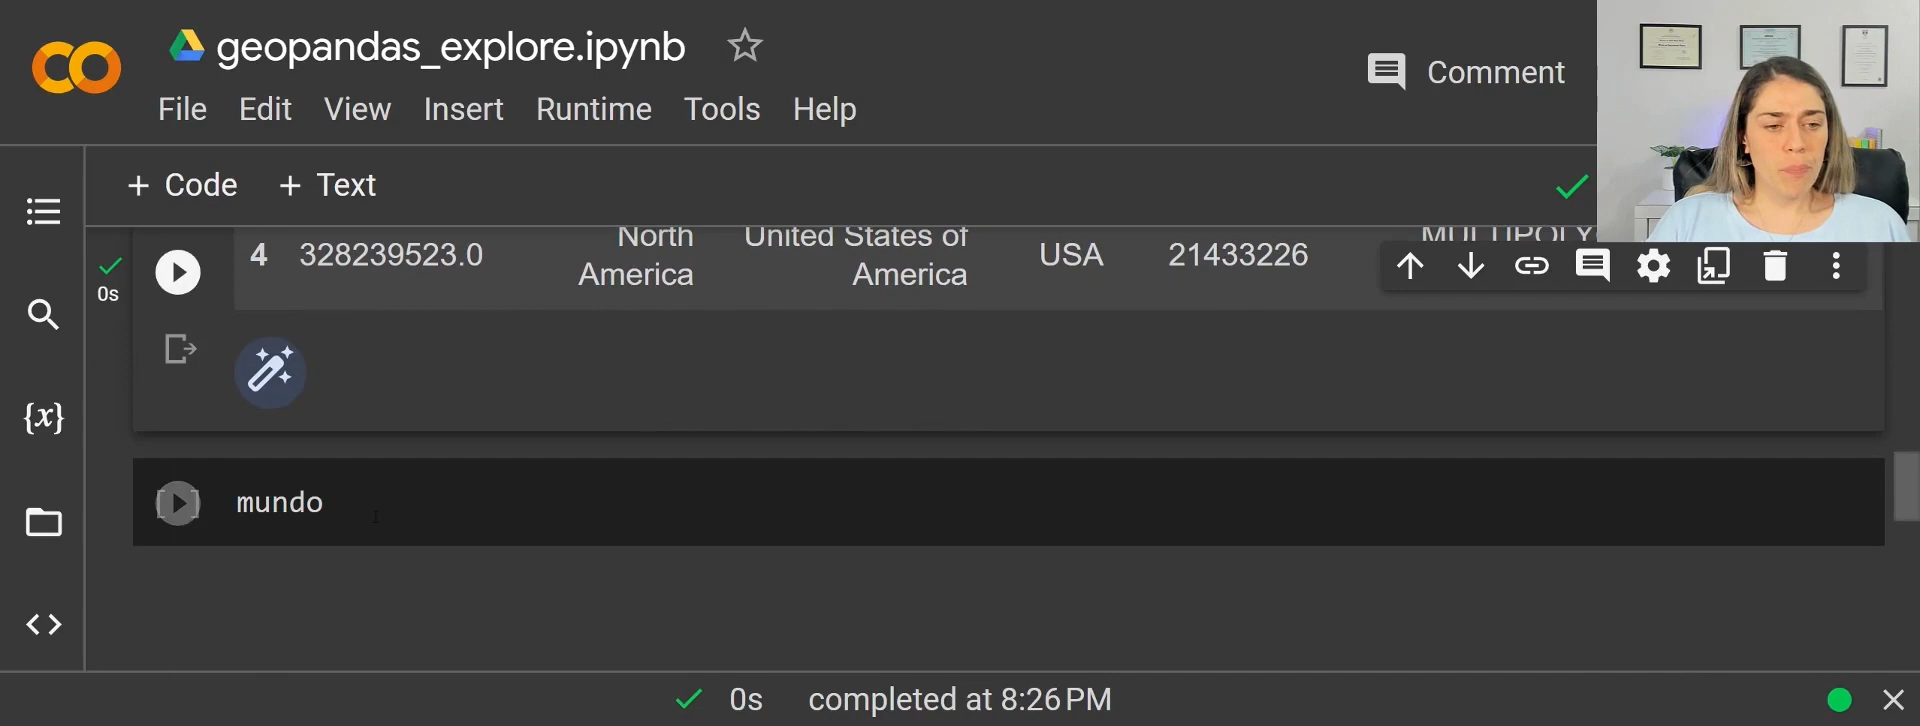 geopandas_explore.ipynb
Comment
File Edit View Insert Runtime Tools Help
+ Code + Text
4 328239523.0 North America United States of America USA 21433226 MULTIPOLY
0s
{x}
[ ] mundo
0s completed at 8:26 PM